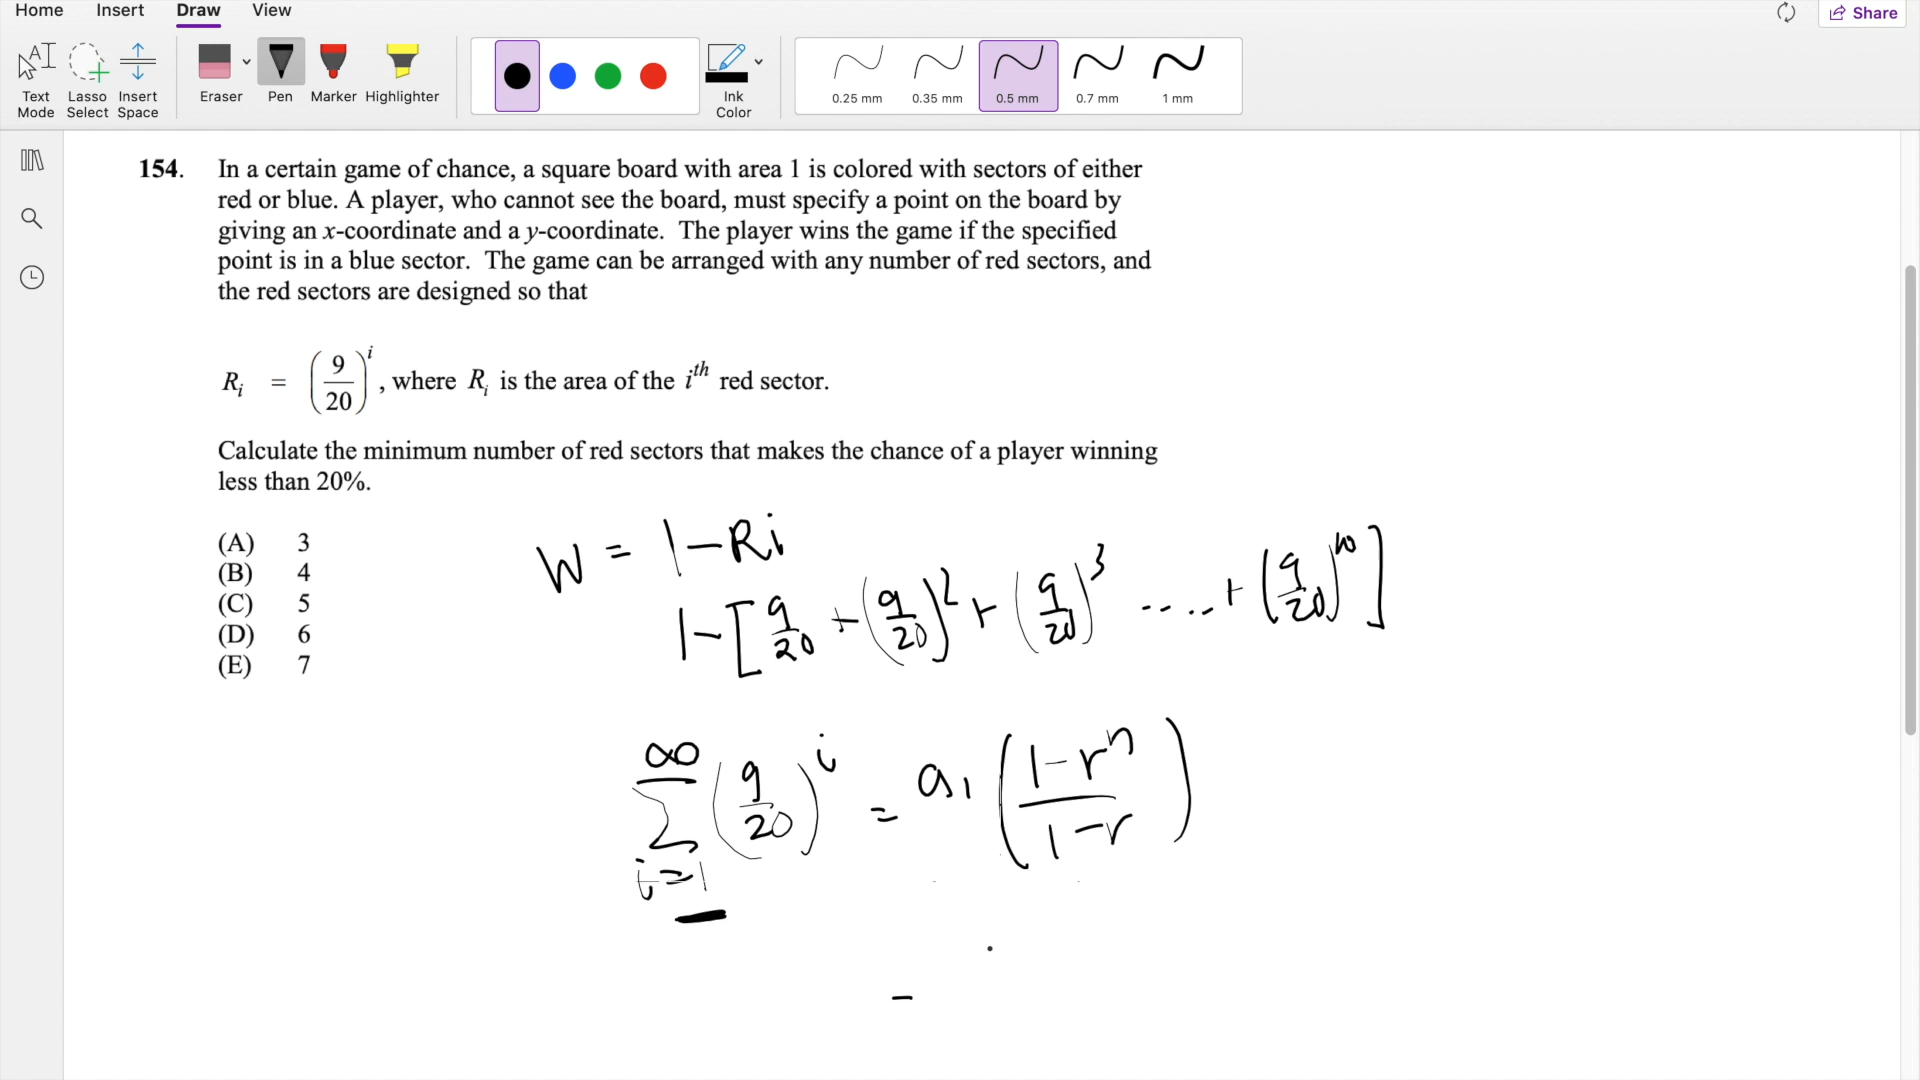 Home Insert Draw View Share
AI
Text Mode Lasso Select Insert Space Eraser Pen Marker Highlighter Ink Color 0.25 mm 0.35 mm 0.5 mm 0.7 mm 1 mm
154. In a certain game of chance, a square board with area 1 is colored with sectors of either
red or blue. A player, who cannot see the board, must specify a point on the board by
giving an x-coordinate and a y-coordinate. The player wins the game if the specified
point is in a blue sector. The game can be arranged with any number of red sectors, and
the red sectors are designed so that
R_i = (9/20)^i, where R_i is the area of the i^th red sector.
Calculate the minimum number of red sectors that makes the chance of a player winning
less than 20%.
(A) 3
(B) 4
(C) 5
(D) 6
(E) 7
W = 1-Ri
1-[9/20 + (9/20)^2 + (9/20)^3 ....+ (9/20)^∞]
∞∑i=1 (9/20)^i = a_1 (1-r^n / 1-r)